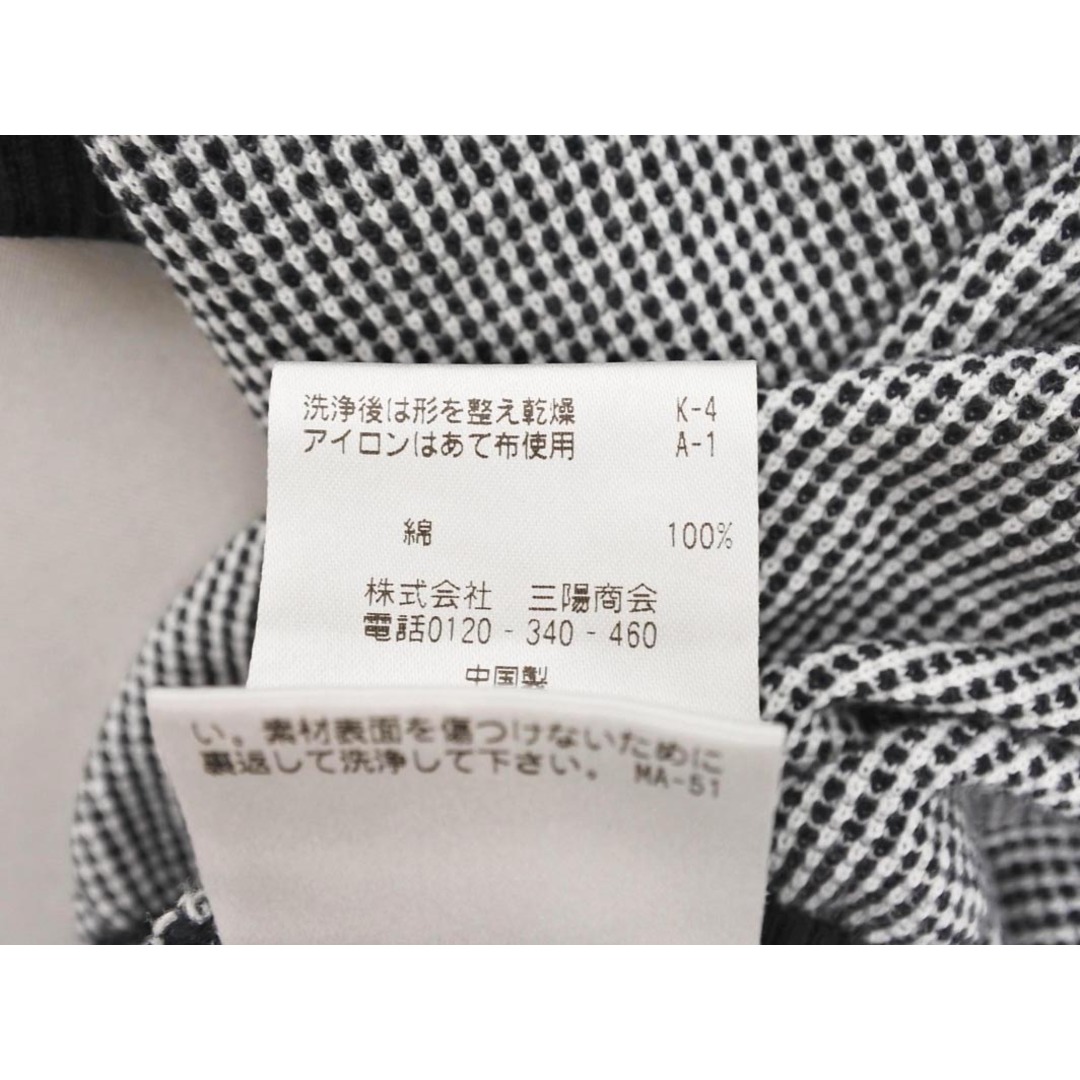 洗浄後は形を整え乾燥 K-4
アイロンはあて布使用 A-1
綿 100%
株式会社 三陽商会
電話0120-340-460
中国製
い。素材表面を傷つけないために
裏返して洗浄して下さい。 MA-51